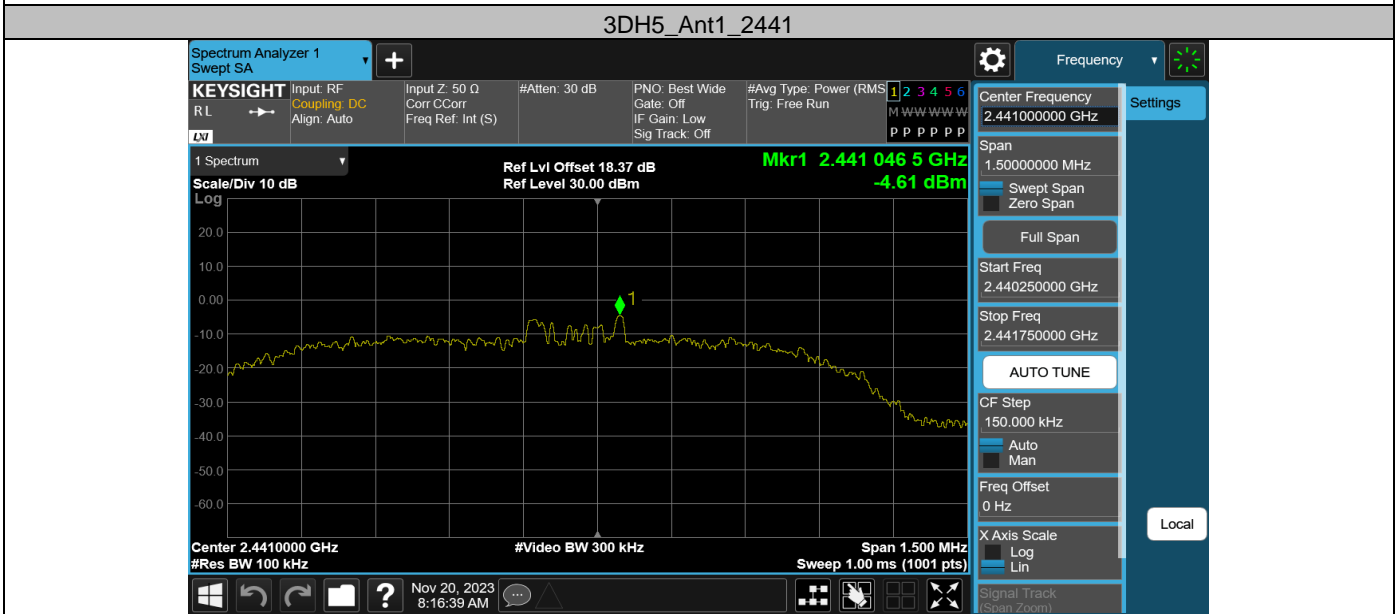 3DH5_Ant1_2441
Spectrum Analyzer 1
Swept SA
Frequency
KEYSIGHT
R L
LXI
Input: RF
Coupling: DC
Align: Auto
Input Z: 50 Ω
Corr CCorr
Freq Ref: Int (S)
#Atten: 30 dB
PNO: Best Wide
Gate: Off
IF Gain: Low
Sig Track: Off
#Avg Type: Power (RMS
Trig: Free Run
1 2 3 4 5 6
M W W W W W
P P P P P P
1 Spectrum
Scale/Div 10 dB
Log
Ref Lvl Offset 18.37 dB
Ref Level 30.00 dBm
Mkr1 2.441 046 5 GHz
-4.61 dBm
20.0
10.0
0.00
-10.0
-20.0
-30.0
-40.0
-50.0
-60.0
1
Center 2.4410000 GHz
#Res BW 100 kHz
#Video BW 300 kHz
Span 1.500 MHz
Sweep 1.00 ms (1001 pts)
Nov 20, 2023
8:16:39 AM
Center Frequency
2.441000000 GHz
Span
1.50000000 MHz
Swept Span
Zero Span
Full Span
Start Freq
2.440250000 GHz
Stop Freq
2.441750000 GHz
AUTO TUNE
CF Step
150.000 kHz
Auto
Man
Freq Offset
0 Hz
X Axis Scale
Log
Lin
Signal Track
(Span Zoom)
Settings
Local